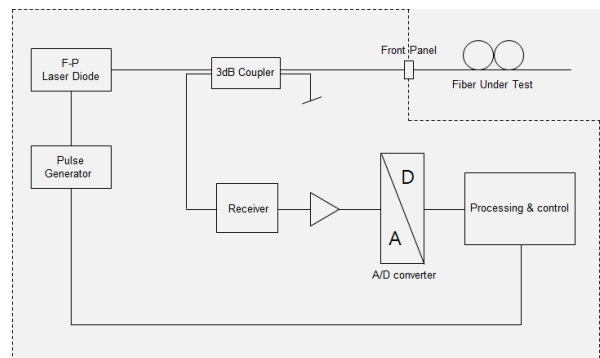 F-P
Laser Diode
3dB Coupler
Front Panel
Fiber Under Test
Pulse
Generator
Receiver
D
A
A/D converter
Processing & control